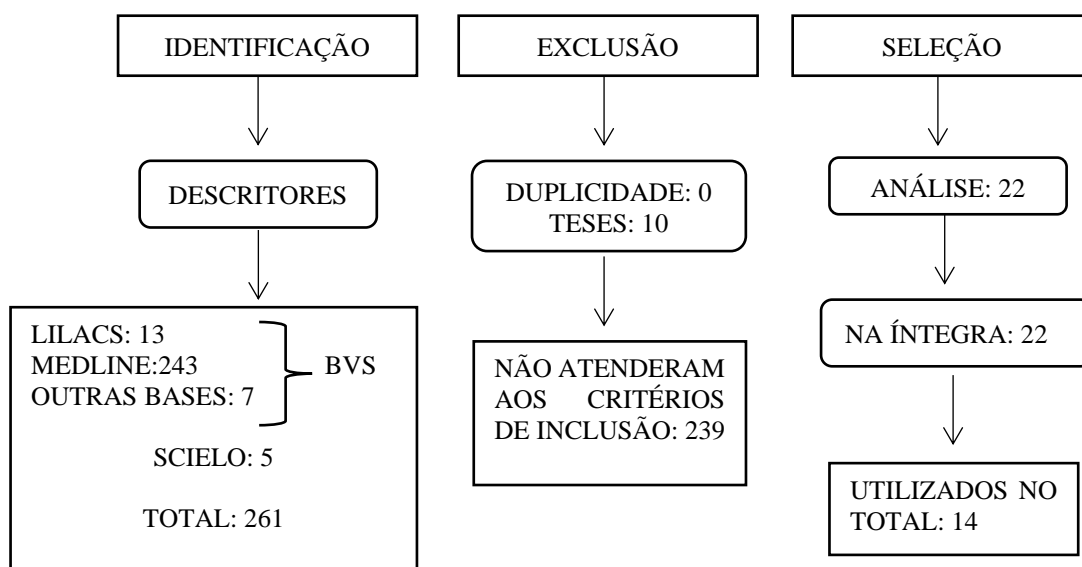 IDENTIFICAÇÃO
DESCRITORES
LILACS: 13
MEDLINE:243
OUTRAS BASES: 7
BVS
SCIELO: 5
TOTAL: 261
EXCLUSÃO
DUPLICIDADE: 0
TESES: 10
NÃO ATENDERAM
AOS CRITÉRIOS
DE INCLUSÃO: 239
SELEÇÃO
ANÁLISE: 22
NA ÍNTEGRA: 22
UTILIZADOS NO
TOTAL: 14